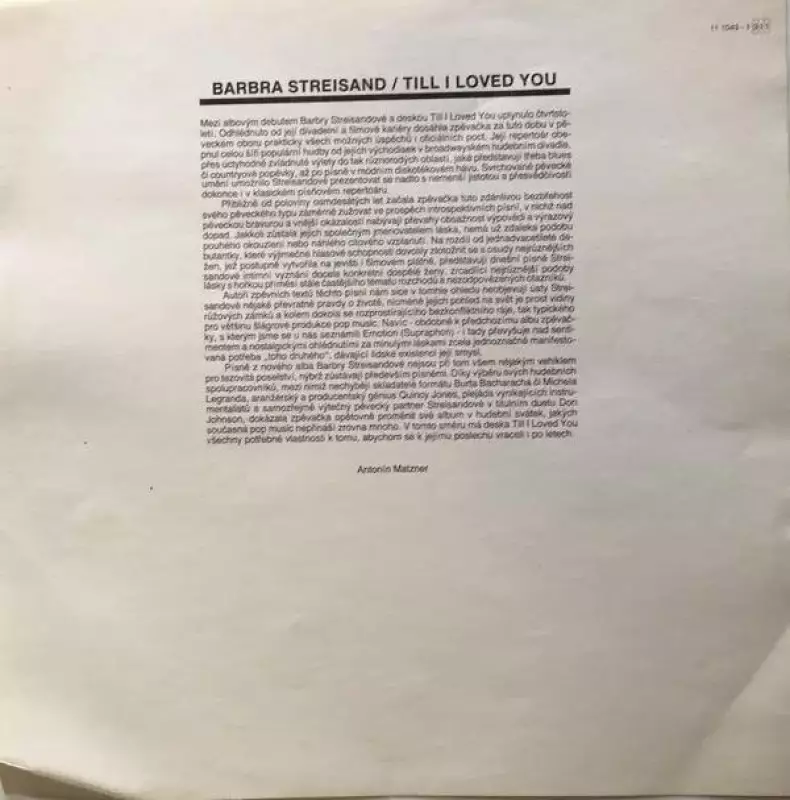 11 1041-1 311
BARBRA STREISAND / TILL I LOVED YOU
Mezi albovým debutem Barbry Streisandové a deskou Till I Loved You uplynulo čtvrtsto-
letí. Odhlédnuto od její divadelní a filmové kariéry dosáhla zpěvačka za tuto dobu v pě-
veckém oboru prakticky všech možných úspěchů i oficiálních poct. Její repertoár obe-
pnul celou šíři populární hudby od jejích východisek v broadwayském hudebním divadle,
přes úctyhodně zvládnuté výlety do tak různorodých oblastí, jaké představují třeba blues
či countryové popěvky, až po písně v módním diskotékovém hávu. Svrchované pěvecké
umění umožnilo Streisandové prezentovat se nadto s nemenší jistotou a přesvědčivostí
dokonce i v klasickém písňovém repertoáru.
Přibližně od poloviny osmdesátých let začala zpěvačka tuto zdánlivou bezbřehost
svého pěveckého typu záměrně zužovat ve prospěch introspektivních písní, v nichž nad
pěveckou bravurou a vnější okázalostí nabývají převahy obsažnost výpovědi a výrazový
dopad. Jakkoli zůstala jejich společným jmenovatelem láska, nemá už zdaleka podobu
pouhého okouzlení nebo náhlého citového vzplanutí. Na rozdíl od jednadvacetileté de-
butantky, které výjimečné hlasové schopnosti dovolily ztotožnit se s osudy nejrůznějších
žen, jež postupně vytvořila na jevišti i filmovém plátně, představují dnešní písně Strei-
sandové intimní vyznání docela konkrétní dospělé ženy, zrcadlící nejrůznější podoby
lásky s hořkou příměsí stále častějšího tématu rozchodů a nezodpovězených otazníků.
Autoři zpěvních textů těchto písní nám sice v tomhle ohledu neobjevují ústy Strei-
sandové nějaké převratné pravdy o životě, nicméně jejich pohled na svět je prost vidiny
růžových zámků a kolem dokola se rozprostírajícího bezkonfliktního ráje, tak typického
pro většinu šlágrové produkce pop music. Navíc - obdobně k předchozímu albu zpěvač-
ky, s kterým jsme se u nás seznámili Emotion (Supraphon) - i tady převyšuje nad senti-
mentem a nostalgickými ohlédnutími za minulými láskami zcela jednoznačně manifesto-
vaná potřeba „toho druhého“, dávající lidské existenci její smysl.
Písně z nového alba Barbry Streisandové nejsou při tom všem nějakým vehiklem
pro tezovitá poselství, nýbrž zůstávají především písněmi. Díky výběru svých hudebních
spolupracovníků, mezi nimiž nechybějí skladatelé formátu Burta Bacharacha či Michela
Legranda, aranžérský a producentský génius Quincy Jones, plejáda vynikajících instru-
mentalistů a samozřejmě výtečný pěvecký partner Streisandové v titulním duetu Don
Johnson, dokázala zpěvačka opětovně proměnit své album v hudební svátek, jakých
současná pop music nepřináší zrovna mnoho. V tomto směru má deska Till I Loved You
všechny potřebné vlastnosti k tomu, abychom se k jejímu poslechu vraceli i po letech.
Antonín Matzner